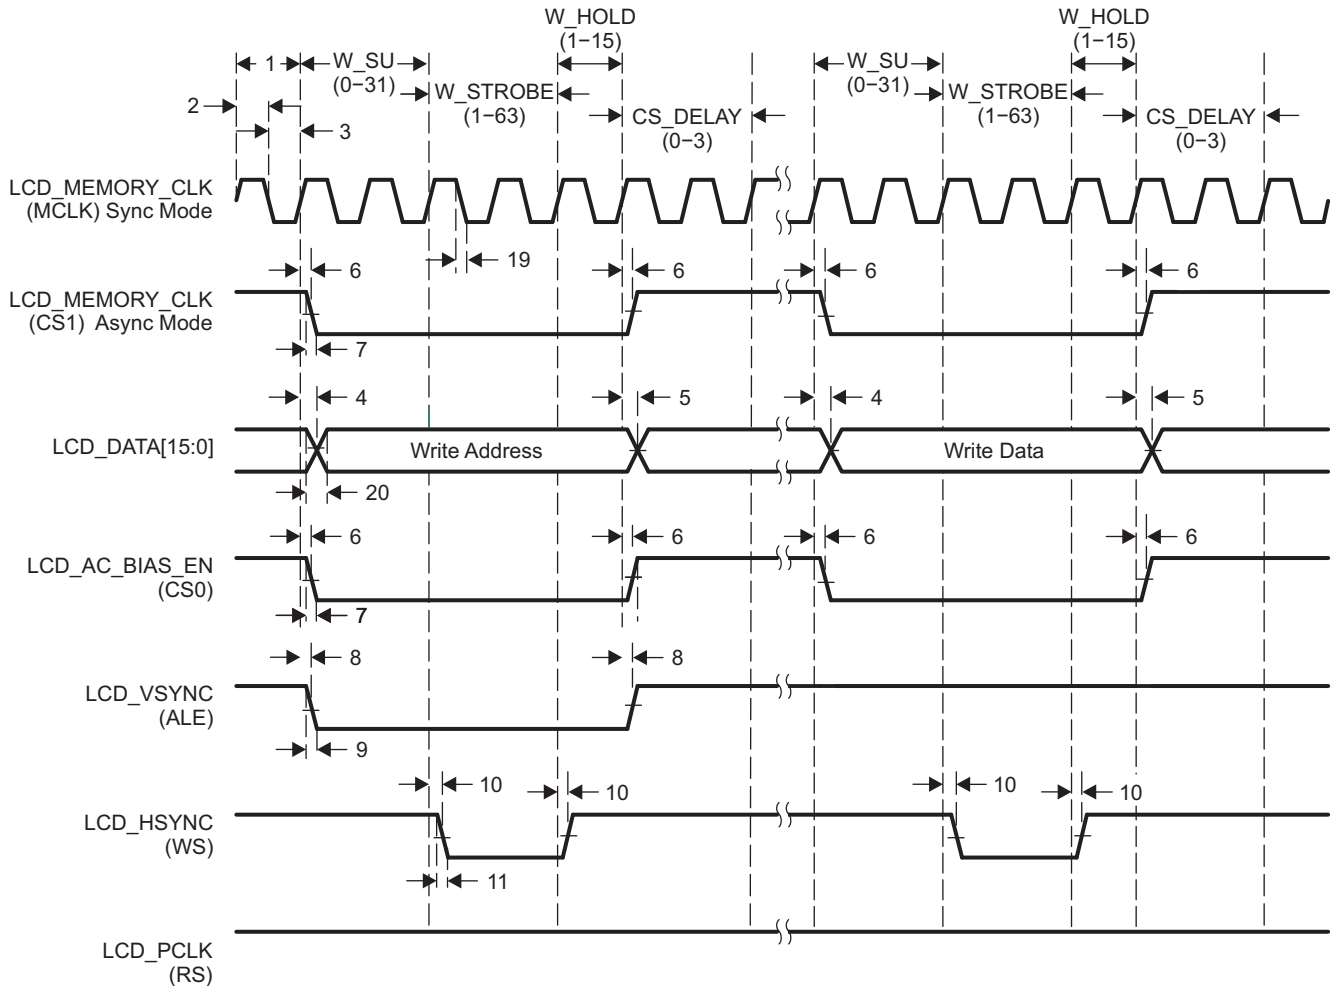 W_HOLD
(1−15)
W_HOLD
(1−15)
1
W_SU
(0−31)
W_SU
(0−31)
2
W_STROBE
(1−63)
CS_DELAY
(0−3)
W_STROBE
(1−63)
CS_DELAY
(0−3)
3
LCD_MEMORY_CLK
(MCLK) Sync Mode
19
6
6
6
6
LCD_MEMORY_CLK
(CS1) Async Mode
7
4
5
4
5
LCD_DATA[15:0]
Write Address
Write Data
20
6
6
6
6
LCD_AC_BIAS_EN
(CS0)
7
8
8
LCD_VSYNC
(ALE)
9
10
10
10
10
LCD_HSYNC
(WS)
11
LCD_PCLK
(RS)